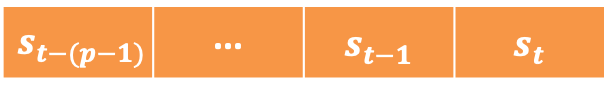 s_{t-(p-1)} ... s_{t-1} s_t